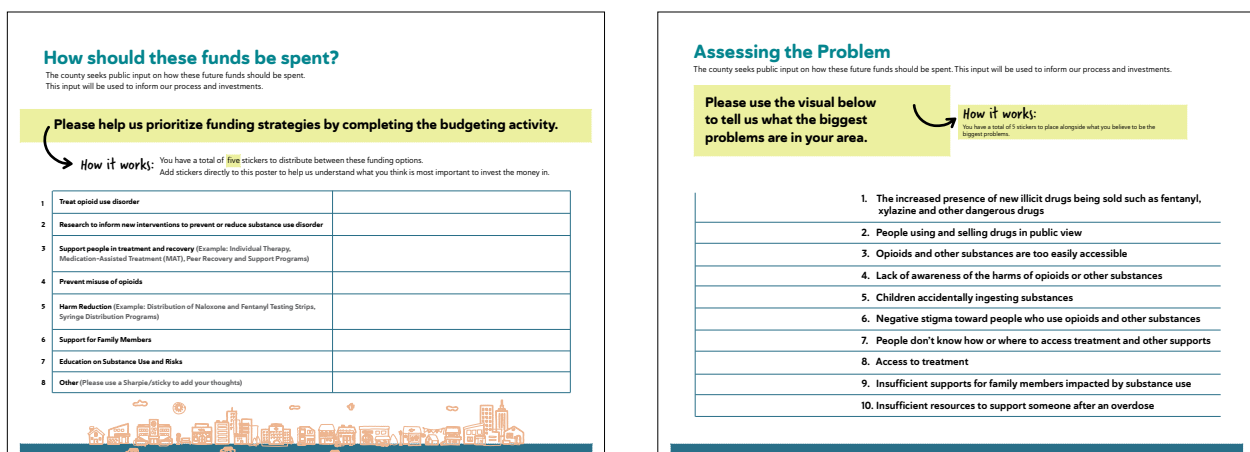 How should these funds be spent?
The county seeks public input on how these future funds should be spent.
This input will be used to inform our process and investments.
Please help us prioritize funding strategies by completing the budgeting activity.
How it works:
You have a total of five stickers to distribute between these funding options.
Add stickers directly to this poster to help us understand what you think is most important to invest the money in.
1 Treat opioid use disorder
2 Research to inform new interventions to prevent or reduce substance use disorder
3 Support people in treatment and recovery (Example: Individual Therapy,
Medication-Assisted Treatment (MAT), Peer Recovery and Support Programs)
4 Prevent misuse of opioids
5 Harm Reduction (Example: Distribution of Naloxone and Fentanyl Testing Strips,
Syringe Distribution Programs)
6 Support for Family Members
7 Education on Substance Use and Risks
8 Other (Please use a Sharpie/sticky to add your thoughts)
Assessing the Problem
The county seeks public input on how these future funds should be spent. This input will be used to inform our process and investments.
Please use the visual below
to tell us what the biggest
problems are in your area.
How it works:
You have a total of 5 stickers to place alongside what you believe to be the
biggest problems.
1. The increased presence of new illicit drugs being sold such as fentanyl,
xylazine and other dangerous drugs
2. People using and selling drugs in public view
3. Opioids and other substances are too easily accessible
4. Lack of awareness of the harms of opioids or other substances
5. Children accidentally ingesting substances
6. Negative stigma toward people who use opioids and other substances
7. People don't know how or where to access treatment and other supports
8. Access to treatment
9. Insufficient supports for family members impacted by substance use
10. Insufficient resources to support someone after an overdose